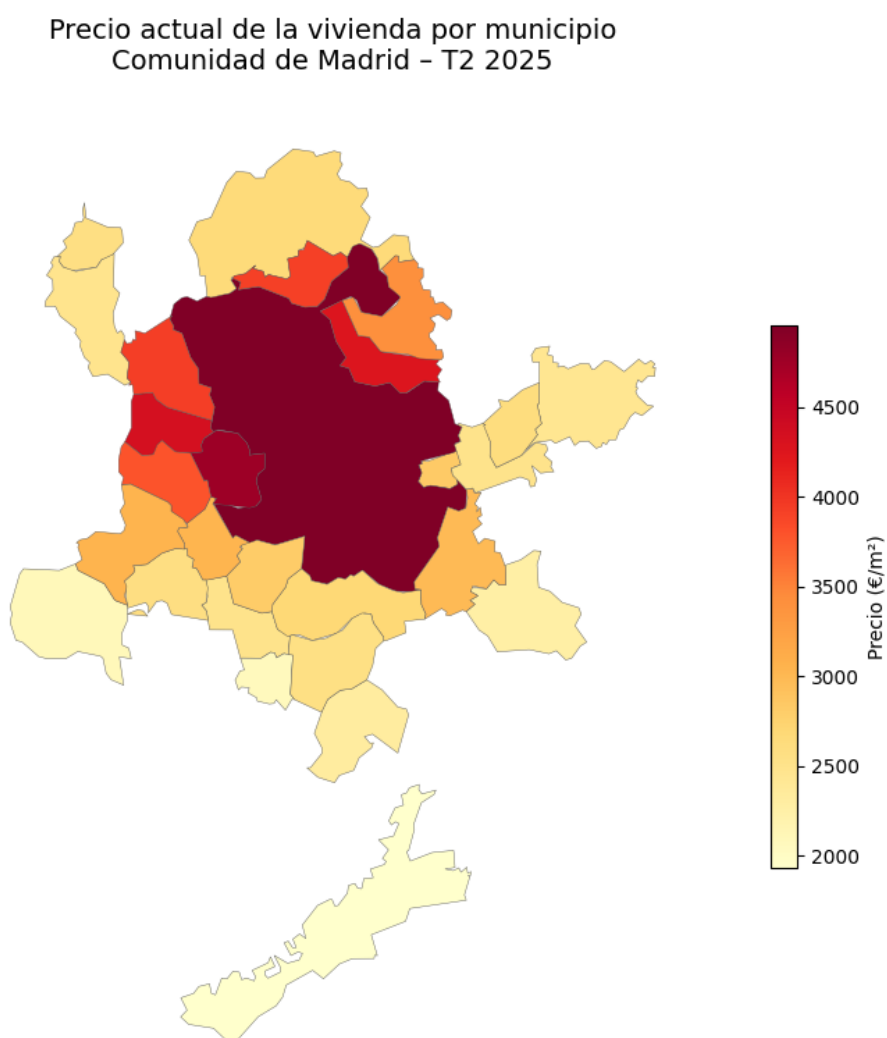 Precio actual de la vivienda por municipio
Comunidad de Madrid – T2 2025
4500
4000
3500
3000
2500
2000
Precio (€/m²)